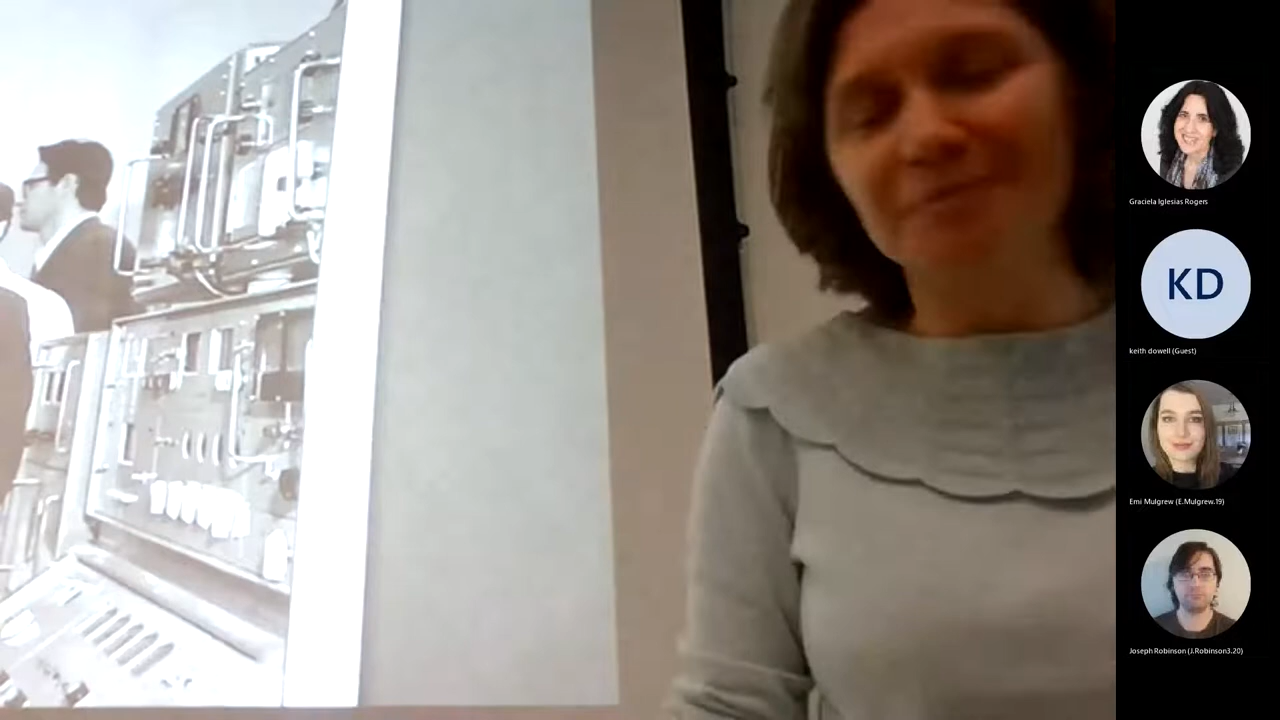 Graciela Iglesias Rogers
KD
keith dowell (Guest)
Emi Mulgrew (E.Mulgrew.19)
Joseph Robinson (J.Robinson3.20)